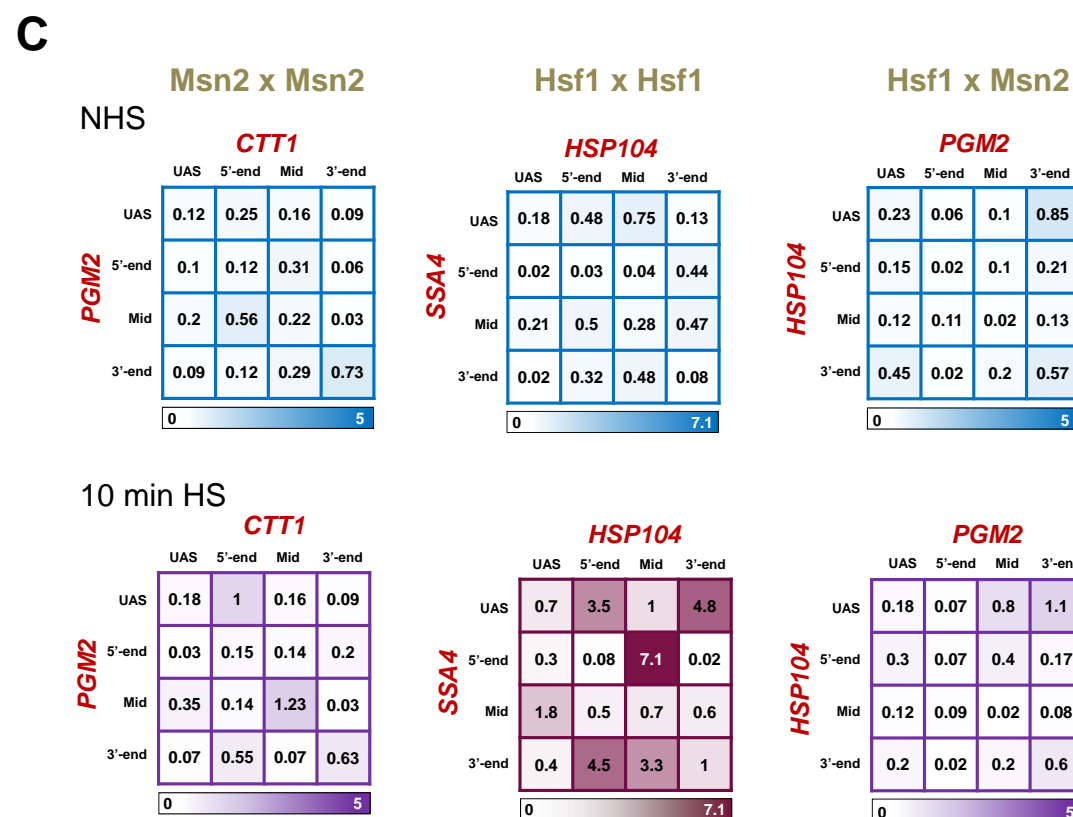 C
Msn2 x Msn2
Hsf1 x Hsf1
Hsf1 x Msn2
NHS
CTT1
UAS 5'-end Mid 3'-end
PGM2
UAS 0.12 0.25 0.16 0.09
5'-end 0.1 0.12 0.31 0.06
Mid 0.2 0.56 0.22 0.03
3'-end 0.09 0.12 0.29 0.73
0 5
HSP104
UAS 5'-end Mid 3'-end
SSA4
UAS 0.18 0.48 0.75 0.13
5'-end 0.02 0.03 0.04 0.44
Mid 0.21 0.5 0.28 0.47
3'-end 0.02 0.32 0.48 0.08
0 7.1
PGM2
UAS 5'-end Mid 3'-end
HSP104
UAS 0.23 0.06 0.1 0.85
5'-end 0.15 0.02 0.1 0.21
Mid 0.12 0.11 0.02 0.13
3'-end 0.45 0.02 0.2 0.57
0 5
10 min HS
CTT1
UAS 5'-end Mid 3'-end
PGM2
UAS 0.18 1 0.16 0.09
5'-end 0.03 0.15 0.14 0.2
Mid 0.35 0.14 1.23 0.03
3'-end 0.07 0.55 0.07 0.63
0 5
HSP104
UAS 5'-end Mid 3'-end
SSA4
UAS 0.7 3.5 1 4.8
5'-end 0.3 0.08 7.1 0.02
Mid 1.8 0.5 0.7 0.6
3'-end 0.4 4.5 3.3 1
0 7.1
PGM2
UAS 5'-end Mid 3'-en
HSP104
UAS 0.18 0.07 0.8 1.1
5'-end 0.3 0.07 0.4 0.17
Mid 0.12 0.09 0.02 0.08
3'-end 0.2 0.02 0.2 0.6
0 5